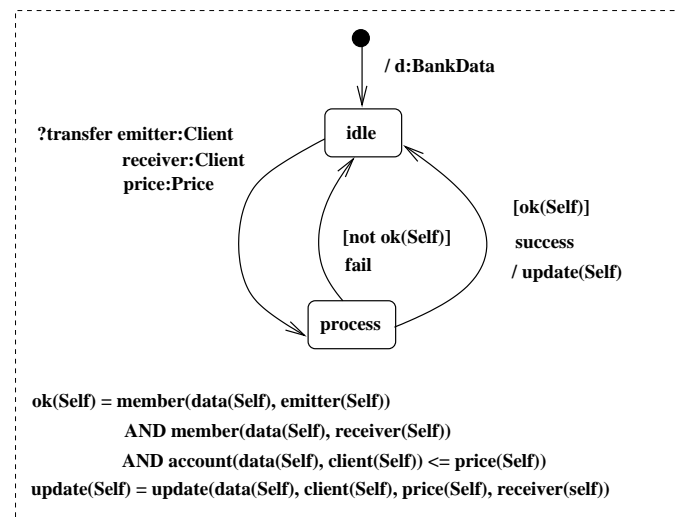 / d:BankData
idle
?transfer emitter:Client
receiver:Client
price:Price
[ok(Self)]
success
/ update(Self)
[not ok(Self)]
fail
process
ok(Self) = member(data(Self), emitter(Self))
AND member(data(Self), receiver(Self))
AND account(data(Self), client(Self)) <= price(Self))
update(Self) = update(data(Self), client(Self), price(Self), receiver(self))